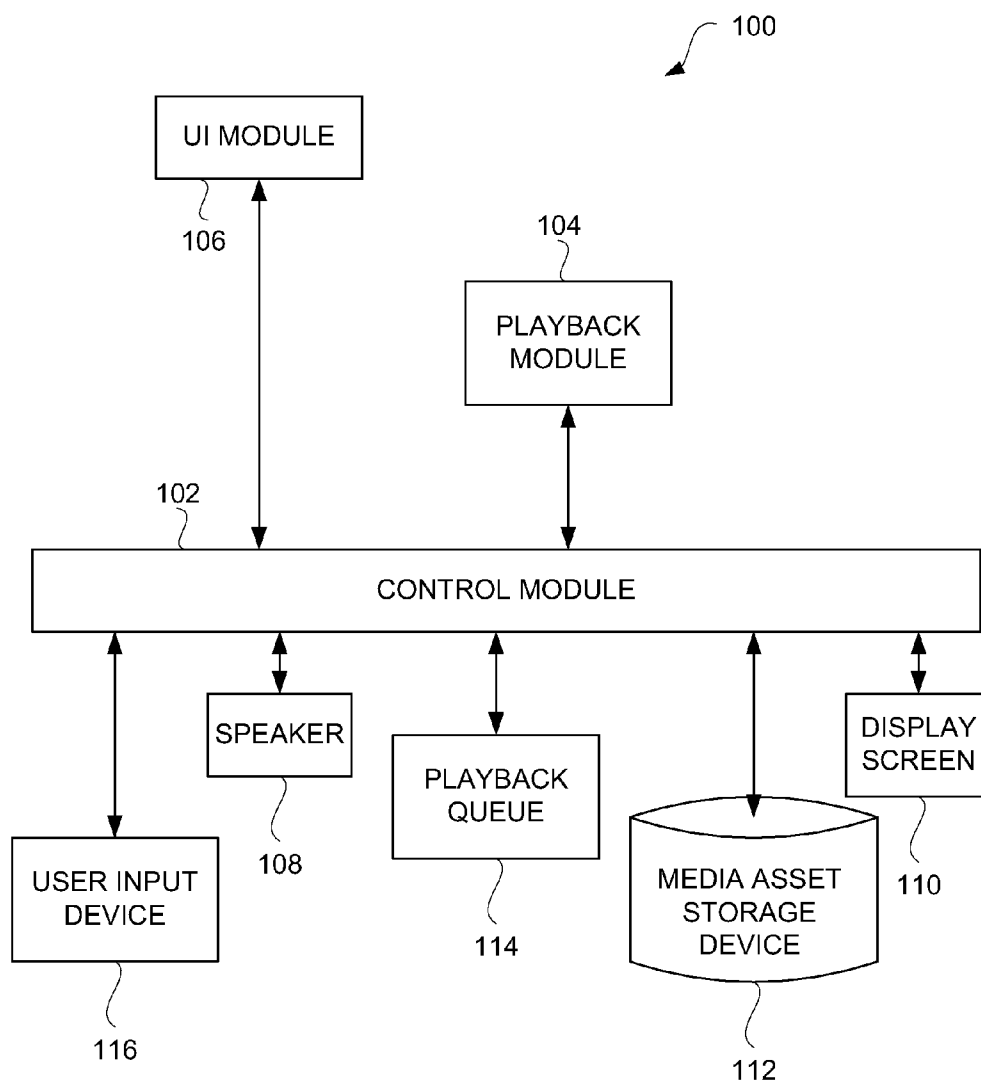 100
UI MODULE
106
104
PLAYBACK
MODULE
102
CONTROL MODULE
SPEAKER
108
PLAYBACK
QUEUE
114
DISPLAY
SCREEN
110
USER INPUT
DEVICE
116
MEDIA ASSET
STORAGE
DEVICE
112